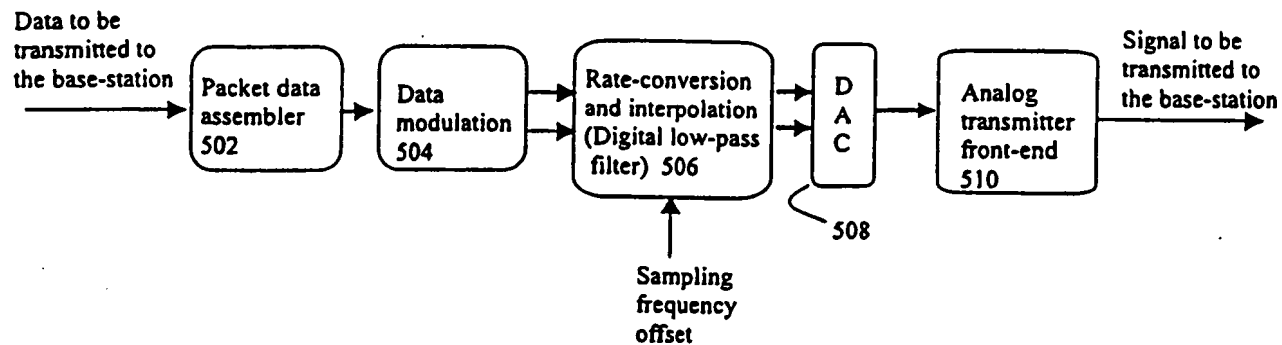 Data to be
transmitted to
the base-station
Packet data
assembler
502
Data
modulation
504
Rate-conversion
and interpolation
(Digital low-pass
filter) 506
D
A
C
508
Analog
transmitter
front-end
510
Signal to be
transmitted to
the base-station
Sampling
frequency
offset